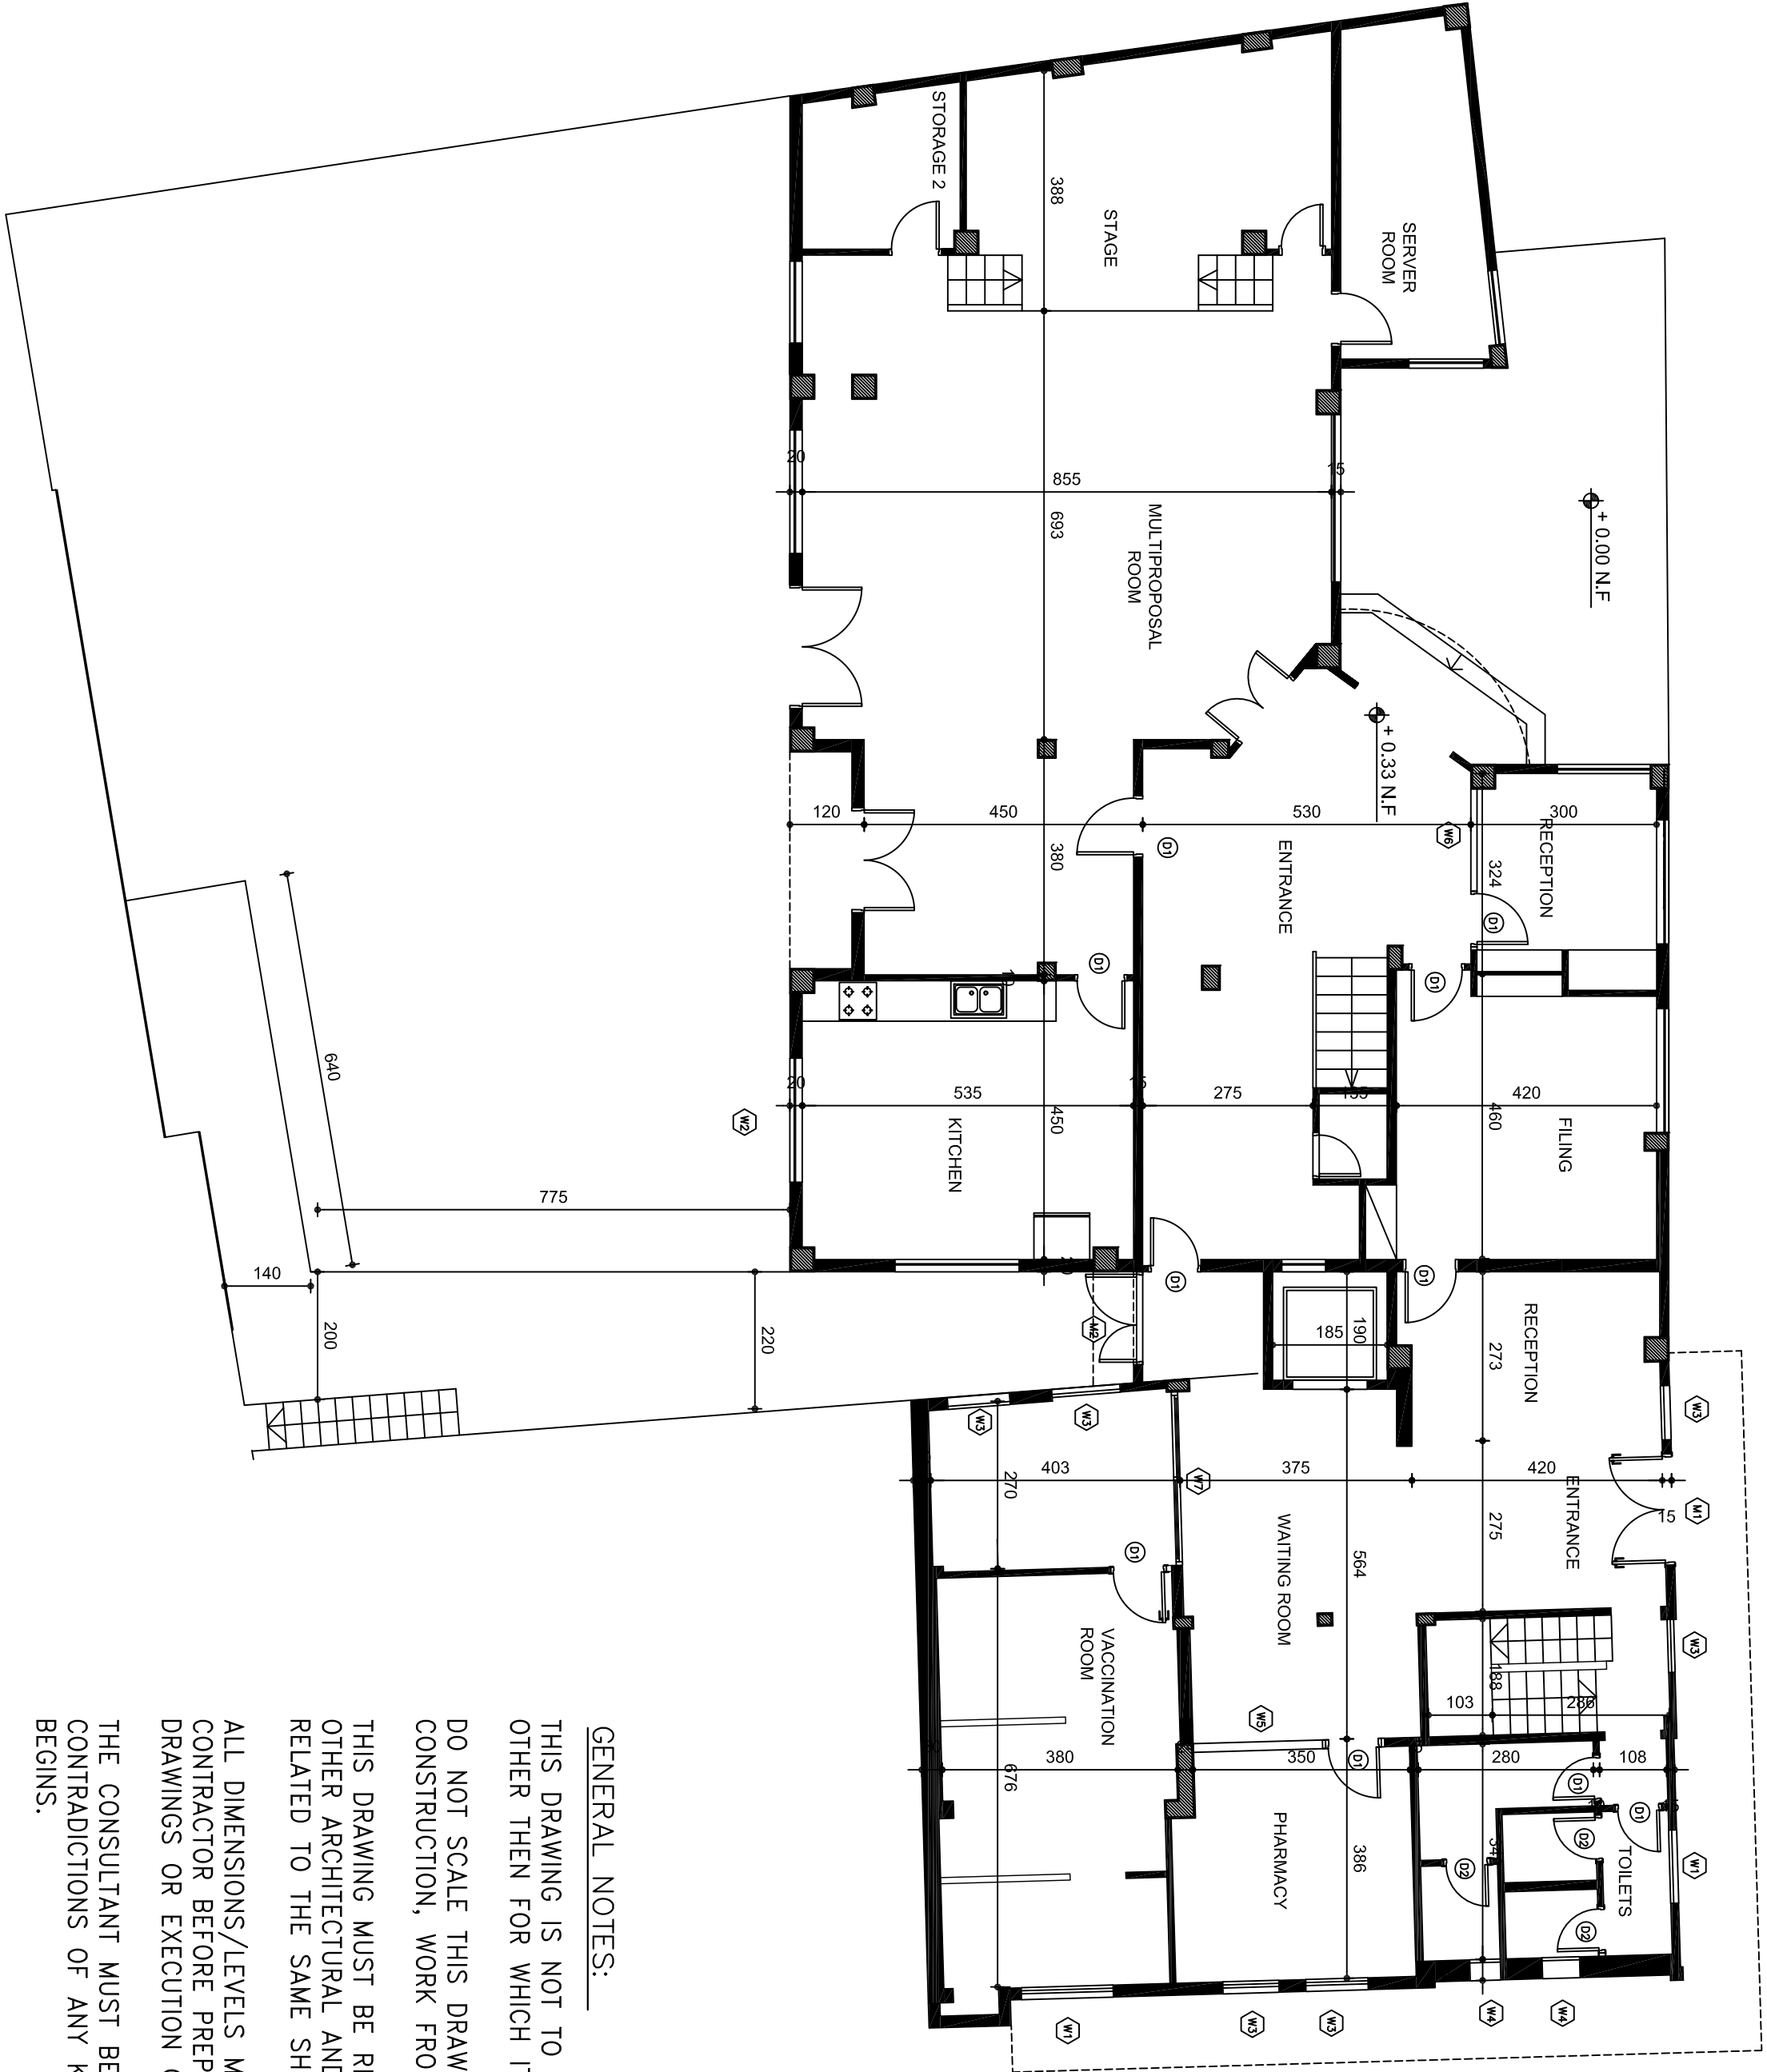 SERVER
ROOM
STORAGE 2
STAGE
388
+ 0.00 N.F
20
855
15
693
MULTIPROPOSAL
ROOM
+ 0.33 N.F
120
450
530
300
380
D1
ENTRANCE
W6
RECEPTION
324
D1
D1
D1
640
20
535
15
275
420
450
460
W2
KITCHEN
FILING
775
140
200
220
D1
D1
M2
185
190
RECEPTION
273
W3
W3
W3
403
270
W7
375
420
ENTRANCE
275
15
M1
D1
WAITING ROOM
564
VACCINATION
ROOM
W3
188
103
286
W5
380
676
350
D1
280
108
D1
D1
D2
D2
D2
PHARMACY
386
TOILETS
W1
W1
W3
W3
W4
W4
GENERAL NOTES:
THIS DRAWING IS NOT TO
OTHER THEN FOR WHICH
DO NOT SCALE THIS
CONSTRUCTION, WORK
THIS DRAWING MUST BE
OTHER ARCHITECTURAL AND
RELATED TO THE SAME
ALL DIMENSIONS/LEVELS
CONTRACTOR BEFORE
DRAWINGS OR EXECUTION
THE CONSULTANT MUST BE
CONTRADICTIONS OF ANY
BEGINS.